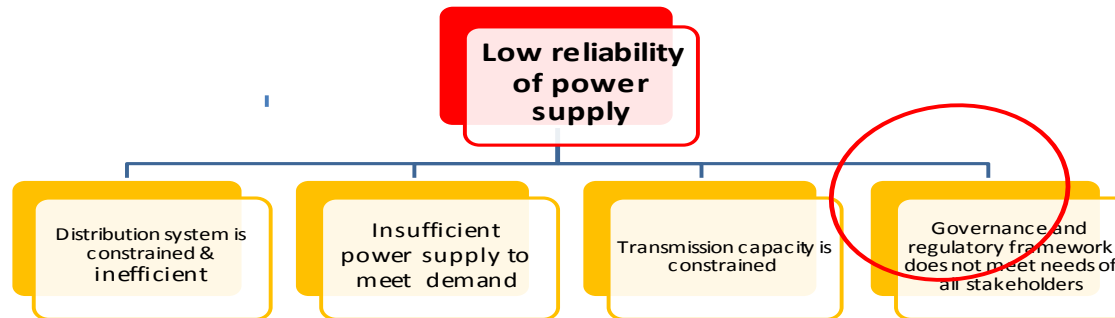 Low reliability
of power
supply
Distribution system is
constrained &
inefficient
Insufficient
power supply to
meet demand
Transmission capacity is
constrained
Governance and
regulatory framework
does not meet needs of
all stakeholders